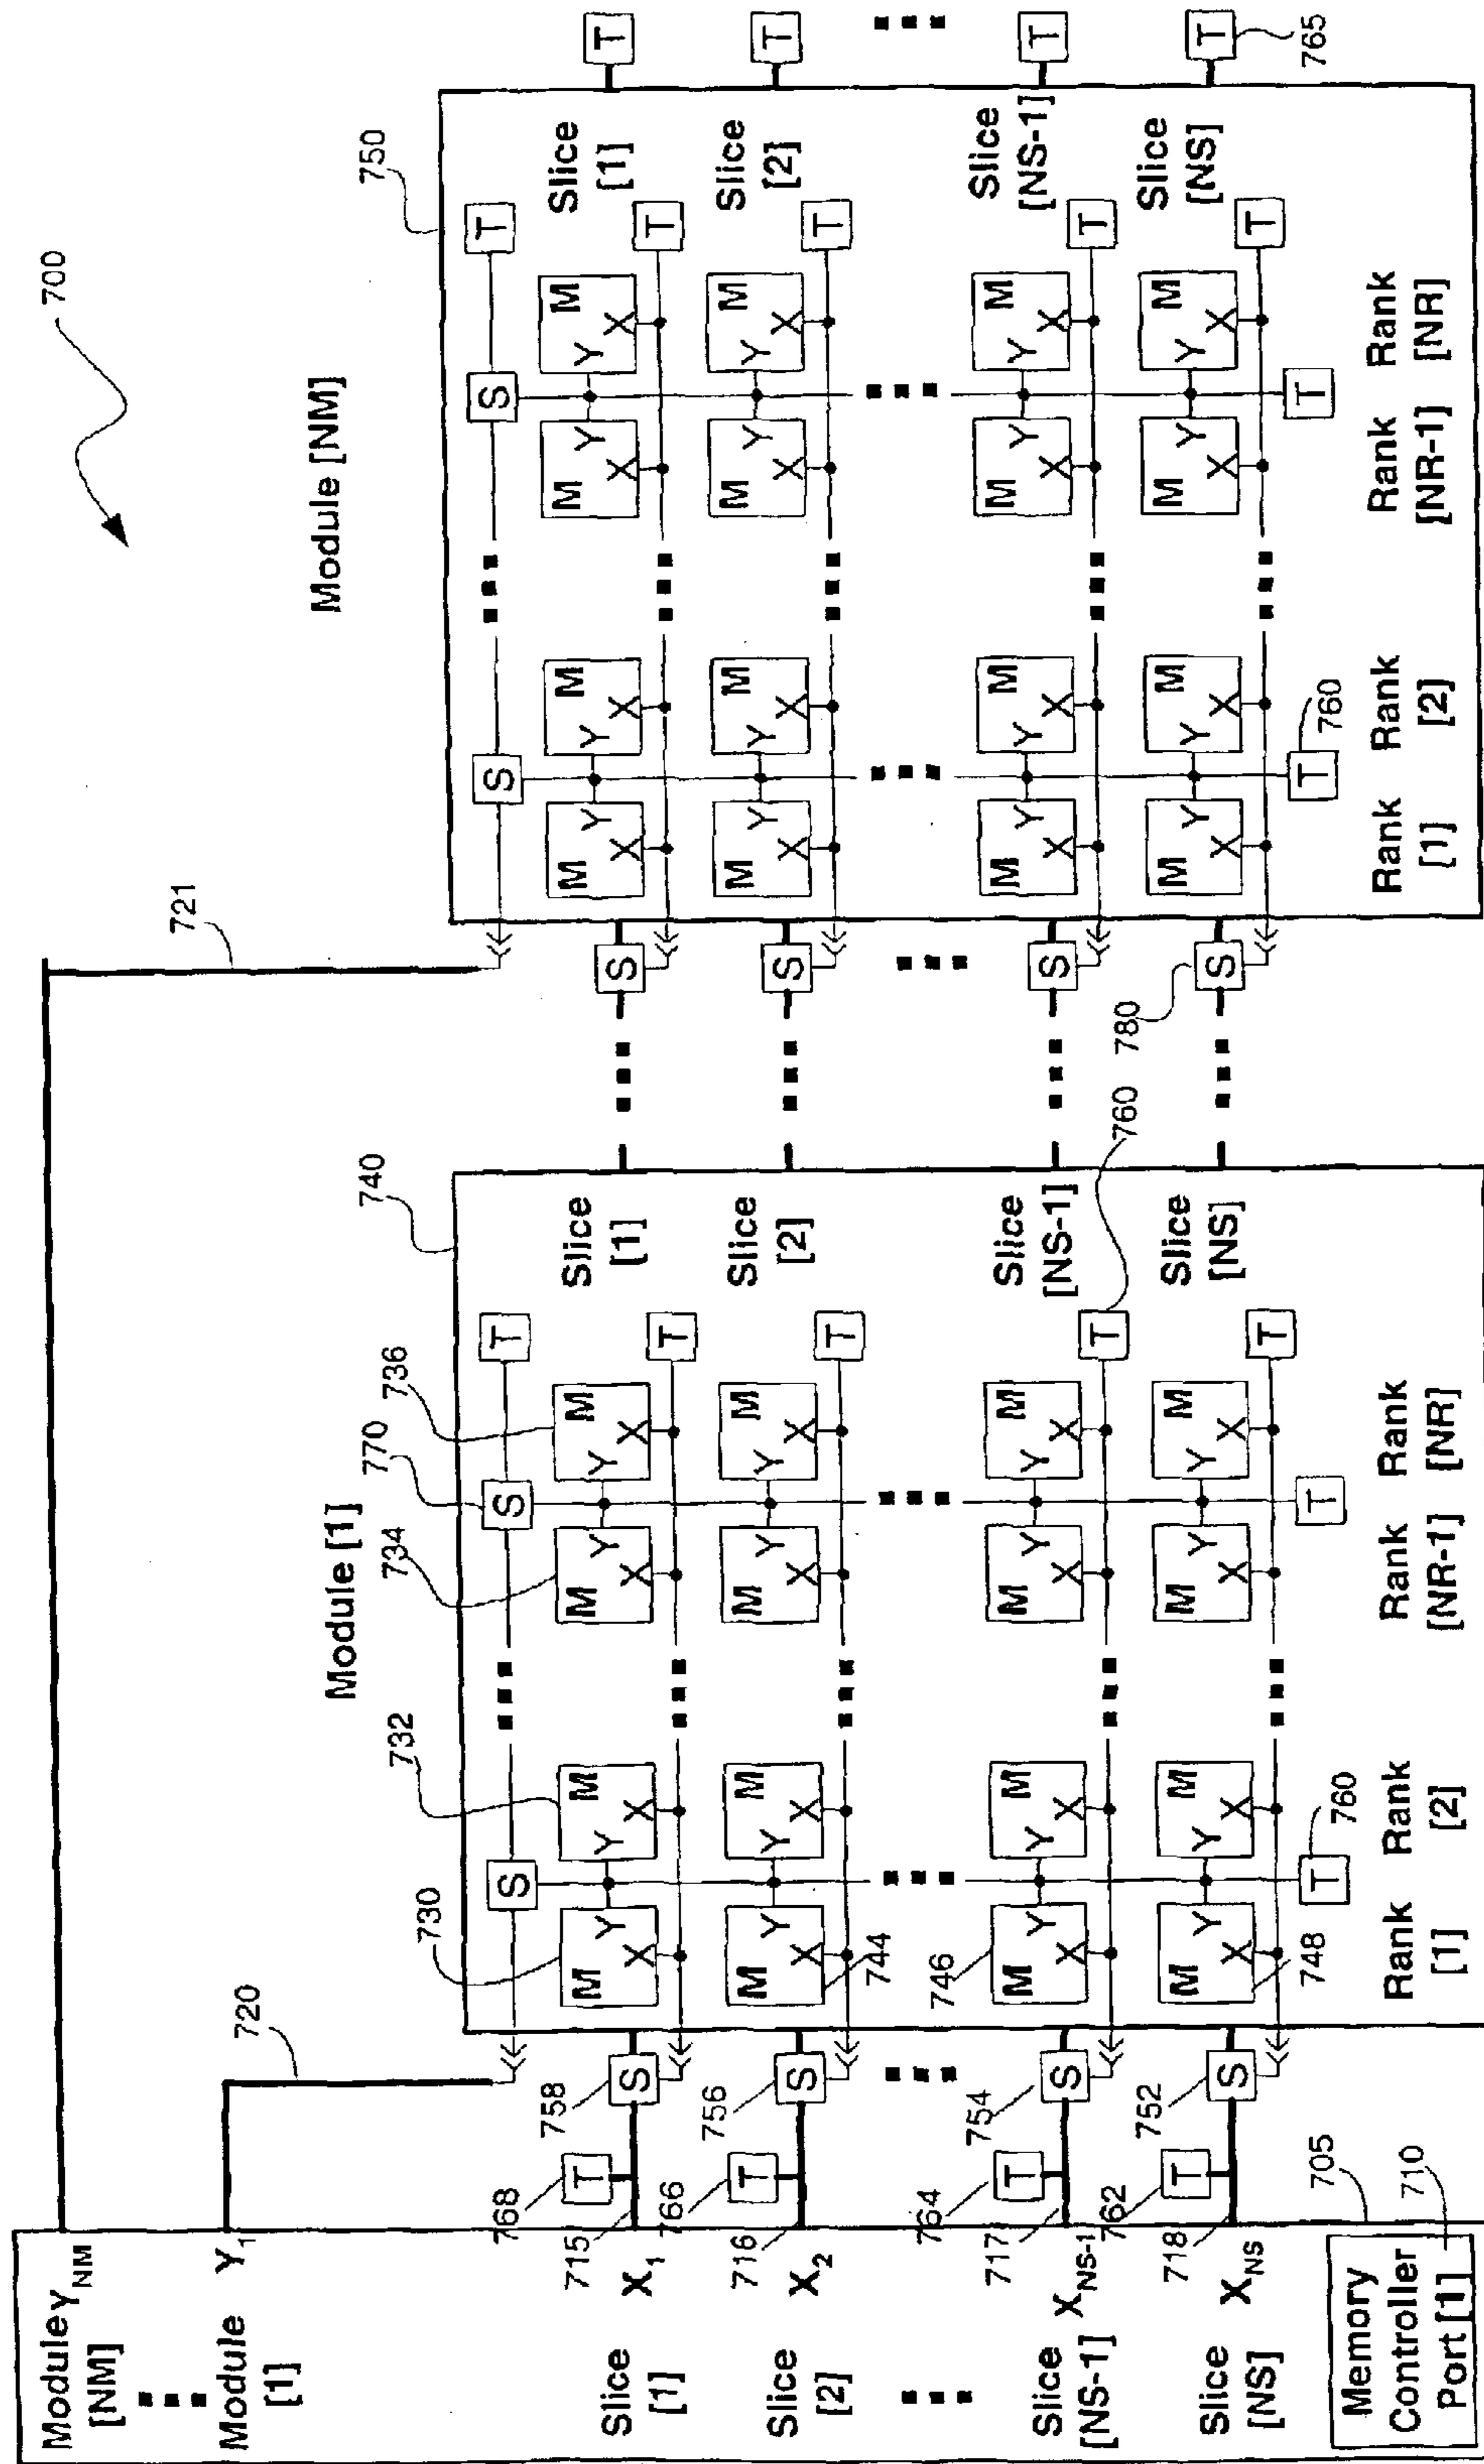 700
Module Y_NM
[NM]
Module Y_1
[1]
Slice X_1
[1]
Slice X_2
[2]
Slice X_NS-1
[NS-1]
Slice X_NS
[NS]
Memory
Controller
Port [1]
705
710
720
721
715
716
717
718
768
T
766
T
764
T
762
T
758
S
756
S
754
S
752
S
Module [1]
740
730
732
734
736
770
S S T
M Y X M Y X M Y X M Y X T
Slice
[1]
M Y X M Y X M Y X M Y X T
744
Slice
[2]
746
M Y X M Y X M Y X M Y X T
760
Slice
[NS-1]
M Y X M Y X M Y X M Y X T
748
Slice
[NS]
T T
760
Rank Rank Rank Rank
[1] [2] [NR-1] [NR]
S
S
S
S
780
Module [NM]
750
S S T
M Y X M Y X M Y X M Y X T
Slice
[1]
T
M Y X M Y X M Y X M Y X T
Slice
[2]
T
M Y X M Y X M Y X M Y X T
Slice
[NS-1]
T
M Y X M Y X M Y X M Y X T
Slice
[NS]
T
765
T T
760
Rank Rank Rank Rank
[1] [2] [NR-1] [NR]